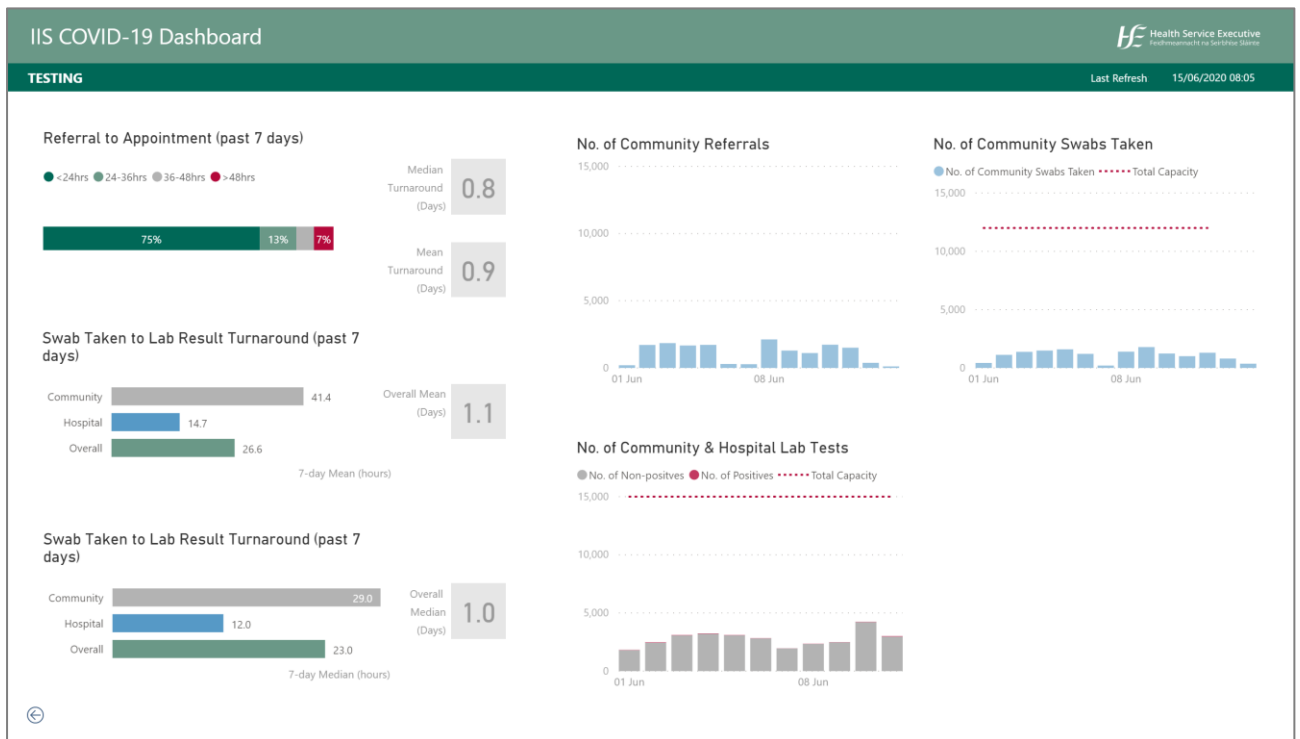 IIS COVID-19 Dashboard
Health Service Executive
Feidhmeannacht na Seirbhíse Sláinte
TESTING
Last Refresh 15/06/2020 08:05
Referral to Appointment (past 7 days)
<24hrs 24-36hrs 36-48hrs >48hrs
75% 13% 7%
Median
Turnaround
(Days)
0.8
Mean
Turnaround
(Days)
0.9
Swab Taken to Lab Result Turnaround (past 7
days)
Community 41.4
Hospital 14.7
Overall 26.6
7-day Mean (hours)
Overall Mean
(Days)
1.1
Swab Taken to Lab Result Turnaround (past 7
days)
Community 29.0
Hospital 12.0
Overall 23.0
7-day Median (hours)
Overall
Median
(Days)
1.0
No. of Community Referrals
15,000
10,000
5,000
0
01 Jun 08 Jun
No. of Community Swabs Taken
No. of Community Swabs Taken Total Capacity
15,000
10,000
5,000
0
01 Jun 08 Jun
No. of Community & Hospital Lab Tests
No. of Non-positves No. of Positives Total Capacity
15,000
10,000
5,000
0
01 Jun 08 Jun